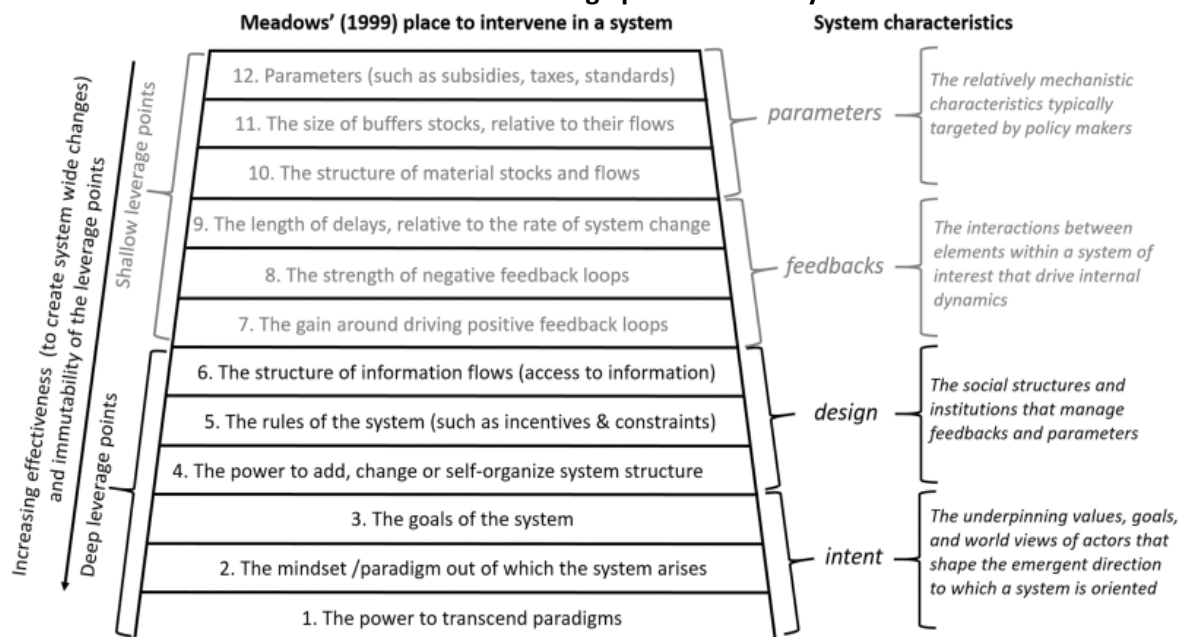 Meadows' (1999) place to intervene in a system
System characteristics
Increasing effectiveness (to create system wide changes)
and immutability of the leverage points
Shallow leverage points
Deep leverage points
12. Parameters (such as subsidies, taxes, standards)
11. The size of buffers stocks, relative to their flows
10. The structure of material stocks and flows
9. The length of delays, relative to the rate of system change
8. The strength of negative feedback loops
7. The gain around driving positive feedback loops
6. The structure of information flows (access to information)
5. The rules of the system (such as incentives & constraints)
4. The power to add, change or self-organize system structure
3. The goals of the system
2. The mindset /paradigm out of which the system arises
1. The power to transcend paradigms
parameters
The relatively mechanistic
characteristics typically
targeted by policy makers
feedbacks
The interactions between
elements within a system of
interest that drive internal
dynamics
design
The social structures and
institutions that manage
feedbacks and parameters
intent
The underpinning values, goals,
and world views of actors that
shape the emergent direction
to which a system is oriented